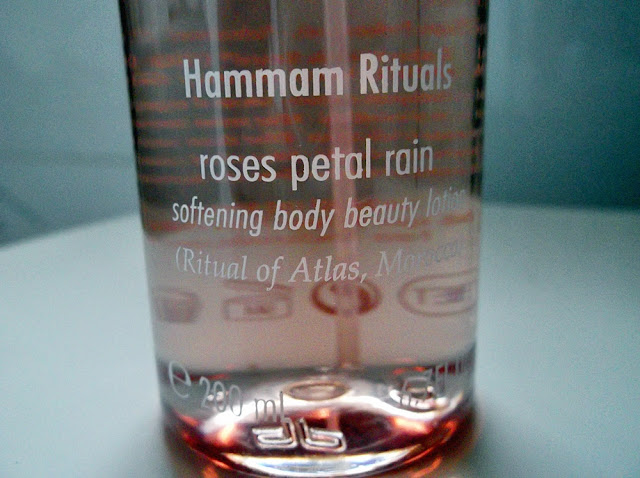 Hammam Rituals
roses petal rain
softening body beauty lotion
(Ritual of Atlas, Morocco)
℮ 200 ml